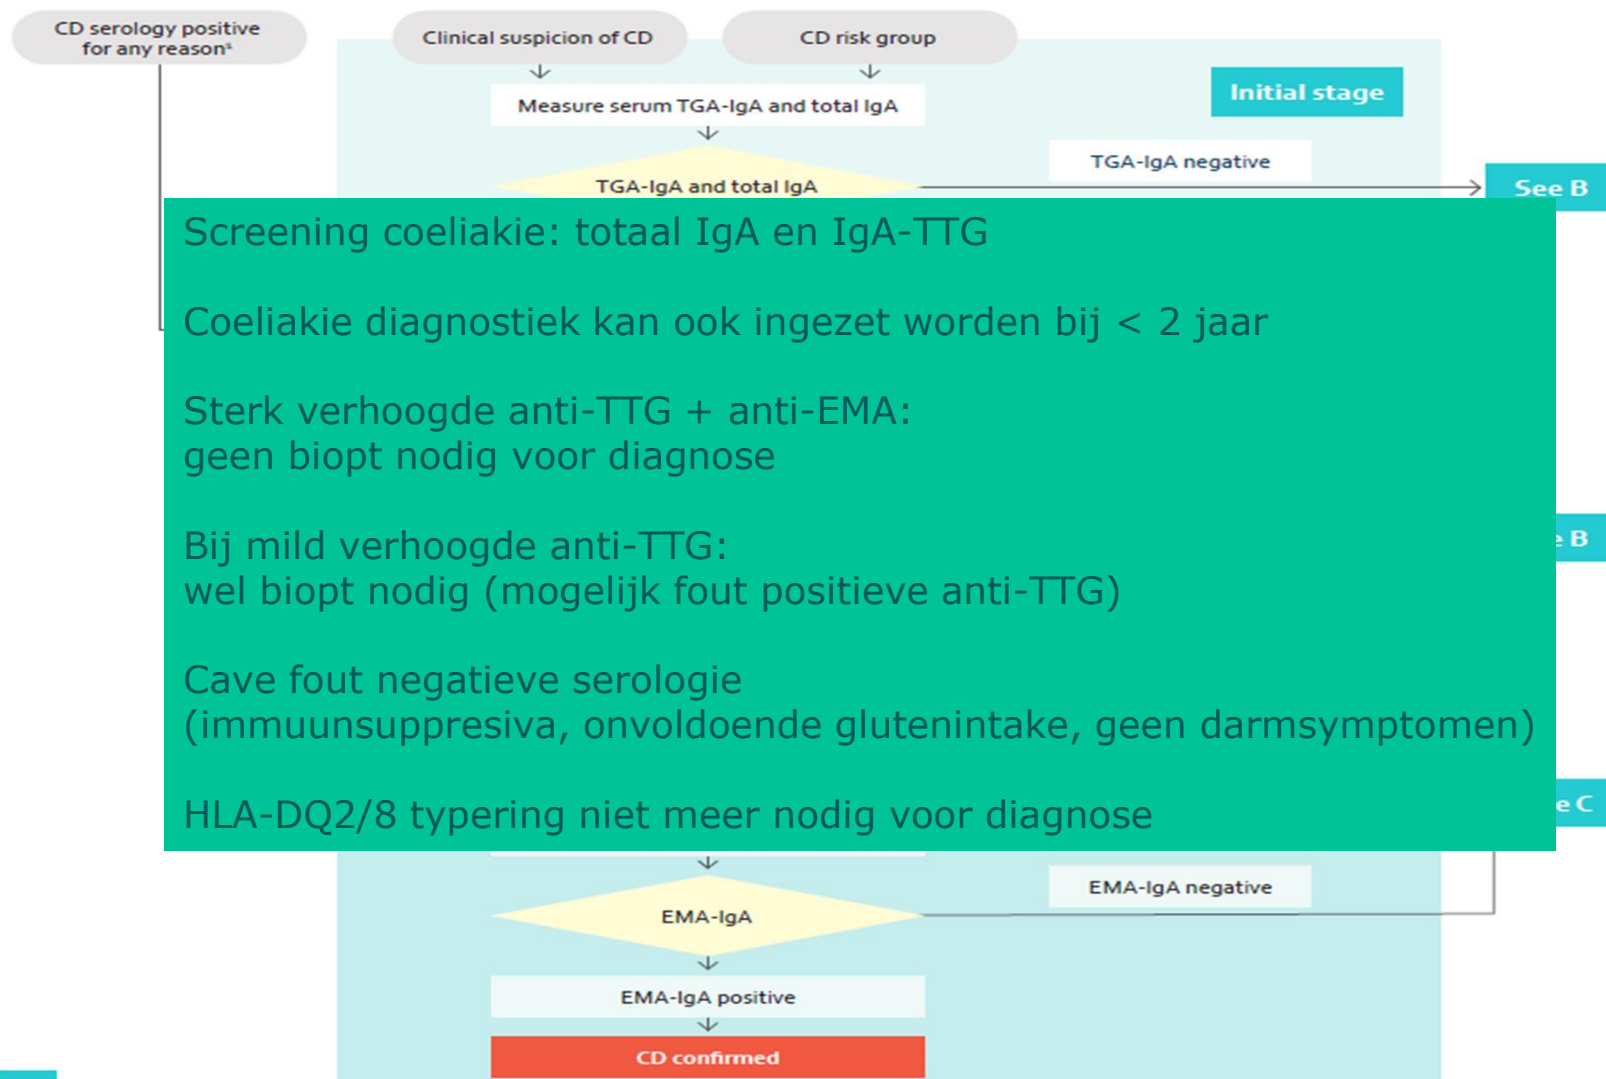 CD serology positive
for any reason¹
Clinical suspicion of CD
CD risk group
Measure serum TGA-IgA and total IgA
Initial stage
TGA-IgA negative
TGA-IgA and total IgA
See B
Screening coeliakie: totaal IgA en IgA-TTG
Coeliakie diagnostiek kan ook ingezet worden bij < 2 jaar
Sterk verhoogde anti-TTG + anti-EMA:
geen biopt nodig voor diagnose
Bij mild verhoogde anti-TTG:
wel biopt nodig (mogelijk fout positieve anti-TTG)
e B
Cave fout negatieve serologie
(immuunsuppresiva, onvoldoende glutenintake, geen darmsymptomen)
HLA-DQ2/8 typering niet meer nodig voor diagnose
e C
EMA-IgA negative
EMA-IgA
EMA-IgA positive
CD confirmed